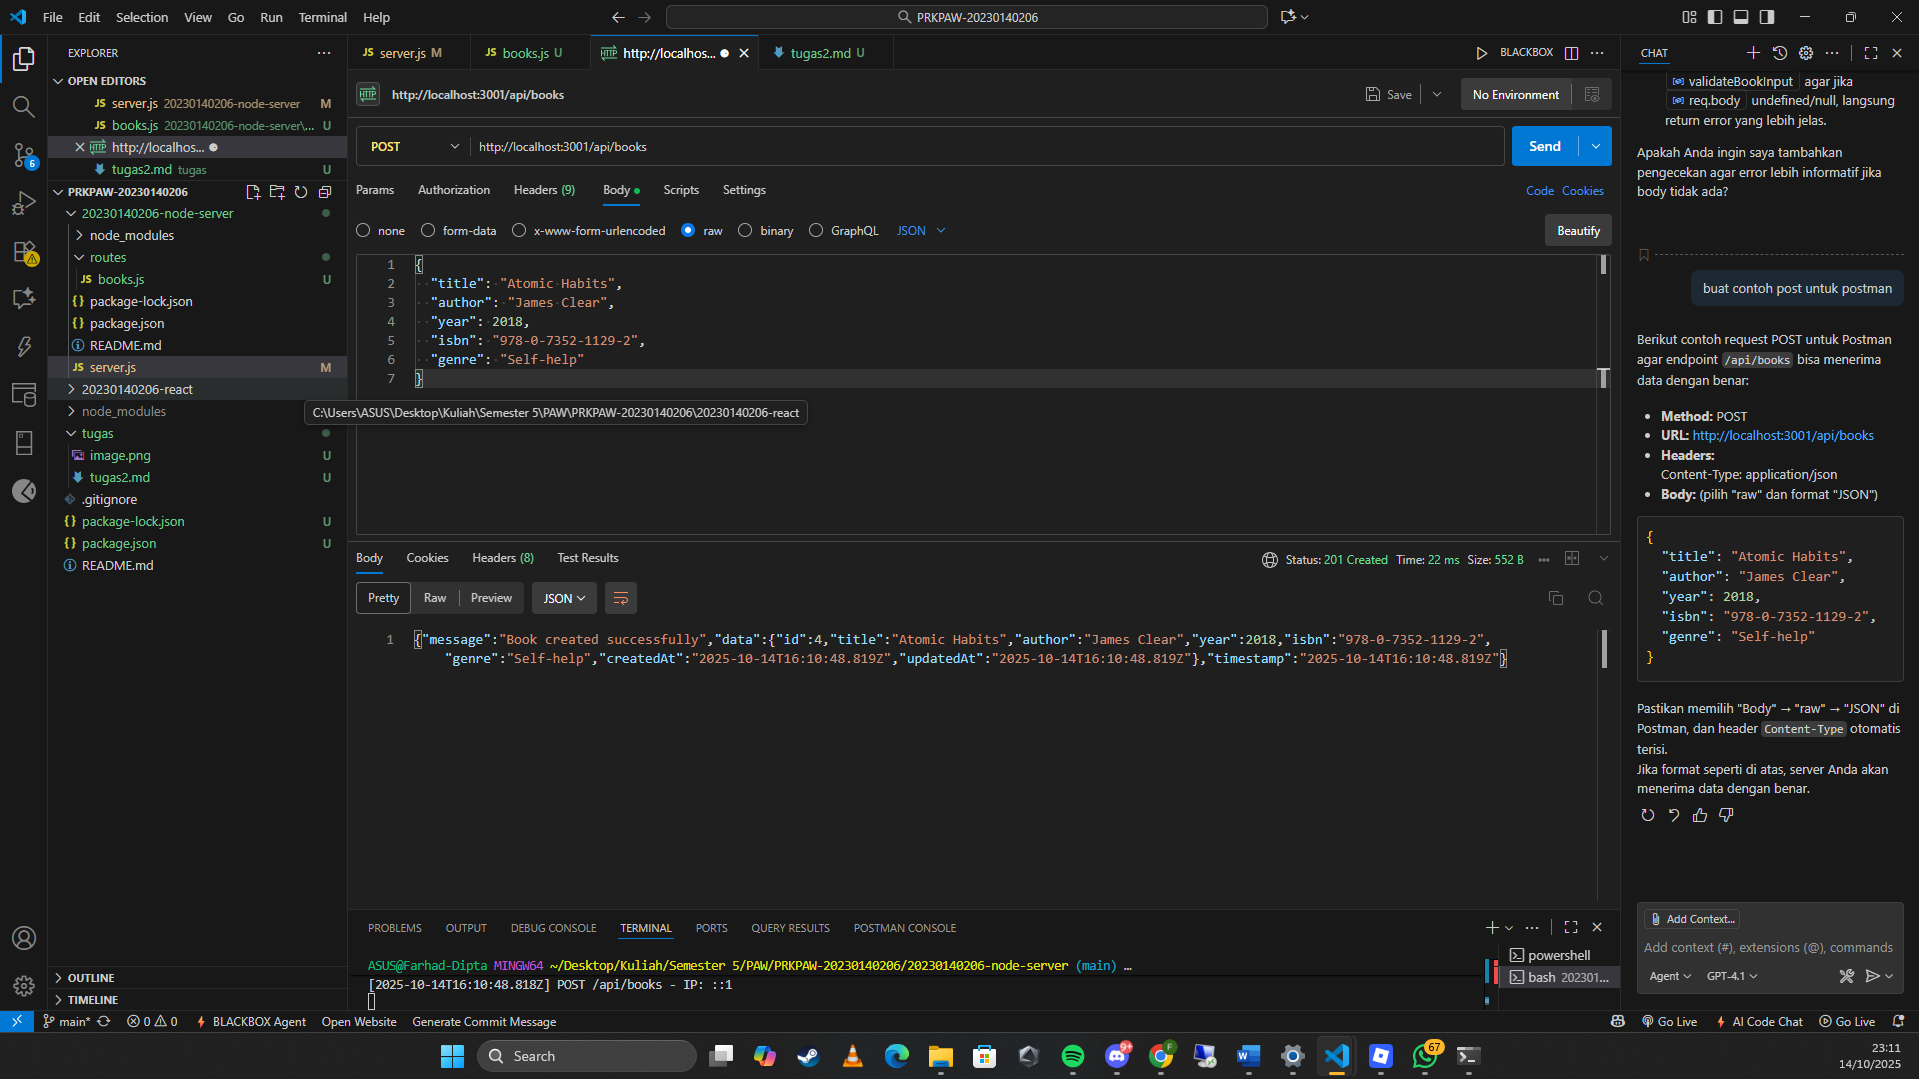 File Edit Selection View Go Run Terminal Help
PRKPAW-20230140206
EXPLORER
OPEN EDITORS
JS server.js 20230140206-node-server M
JS books.js 20230140206-node-server\... U
HTTP http://localhos...
tugas2.md tugas U
PRKPAW-20230140206
20230140206-node-server
node_modules
routes
JS books.js U
{} package-lock.json
{} package.json
README.md
JS server.js M
20230140206-react
node_modules
C:\Users\ASUS\Desktop\Kuliah\Semester 5\PAW\PRKPAW-20230140206\20230140206-react
tugas
image.png U
tugas2.md U
.gitignore
{} package-lock.json U
{} package.json U
README.md
OUTLINE
TIMELINE
6
JS server.js M
JS books.js U
HTTP http://localhos...
tugas2.md U
BLACKBOX
HTTP http://localhost:3001/api/books
Save
No Environment
POST http://localhost:3001/api/books
Send
Params Authorization Headers (9) Body Scripts Settings
Code Cookies
none form-data x-www-form-urlencoded raw binary GraphQL JSON
Beautify
1 {
2 "title": "Atomic Habits",
3 "author": "James Clear",
4 "year": 2018,
5 "isbn": "978-0-7352-1129-2",
6 "genre": "Self-help"
7 }
Body Cookies Headers (8) Test Results
Status: 201 Created Time: 22 ms Size: 552 B
Pretty Raw Preview JSON
1 {"message":"Book created successfully","data":{"id":4,"title":"Atomic Habits","author":"James Clear","year":2018,"isbn":"978-0-7352-1129-2",
"genre":"Self-help","createdAt":"2025-10-14T16:10:48.819Z","updatedAt":"2025-10-14T16:10:48.819Z"},"timestamp":"2025-10-14T16:10:48.819Z"}
PROBLEMS OUTPUT DEBUG CONSOLE TERMINAL PORTS QUERY RESULTS POSTMAN CONSOLE
ASUS@Farhad-Dipta MINGW64 ~/Desktop/Kuliah/Semester 5/PAW/PRKPAW-20230140206/20230140206-node-server (main) ...
[2025-10-14T16:10:48.818Z] POST /api/books - IP: ::1
powershell
bash 202301...
CHAT
validateBookInput agar jika
req.body undefined/null, langsung
return error yang lebih jelas.
Apakah Anda ingin saya tambahkan
pengecekan agar error lebih informatif jika
body tidak ada?
buat contoh post untuk postman
Berikut contoh request POST untuk Postman
agar endpoint /api/books bisa menerima
data dengan benar:
Method: POST
URL: http://localhost:3001/api/books
Headers:
Content-Type: application/json
Body: (pilih "raw" dan format "JSON")
{
"title": "Atomic Habits",
"author": "James Clear",
"year": 2018,
"isbn": "978-0-7352-1129-2",
"genre": "Self-help"
}
Pastikan memilih "Body" → "raw" → "JSON" di
Postman, dan header Content-Type otomatis
terisi.
Jika format seperti di atas, server Anda akan
menerima data dengan benar.
Add Context...
Add context (#), extensions (@), commands
Agent GPT-4.1
main* 0 0 BLACKBOX Agent Open Website Generate Commit Message
Go Live AI Code Chat Go Live
Search
9+
F
67
23:11
14/10/2025